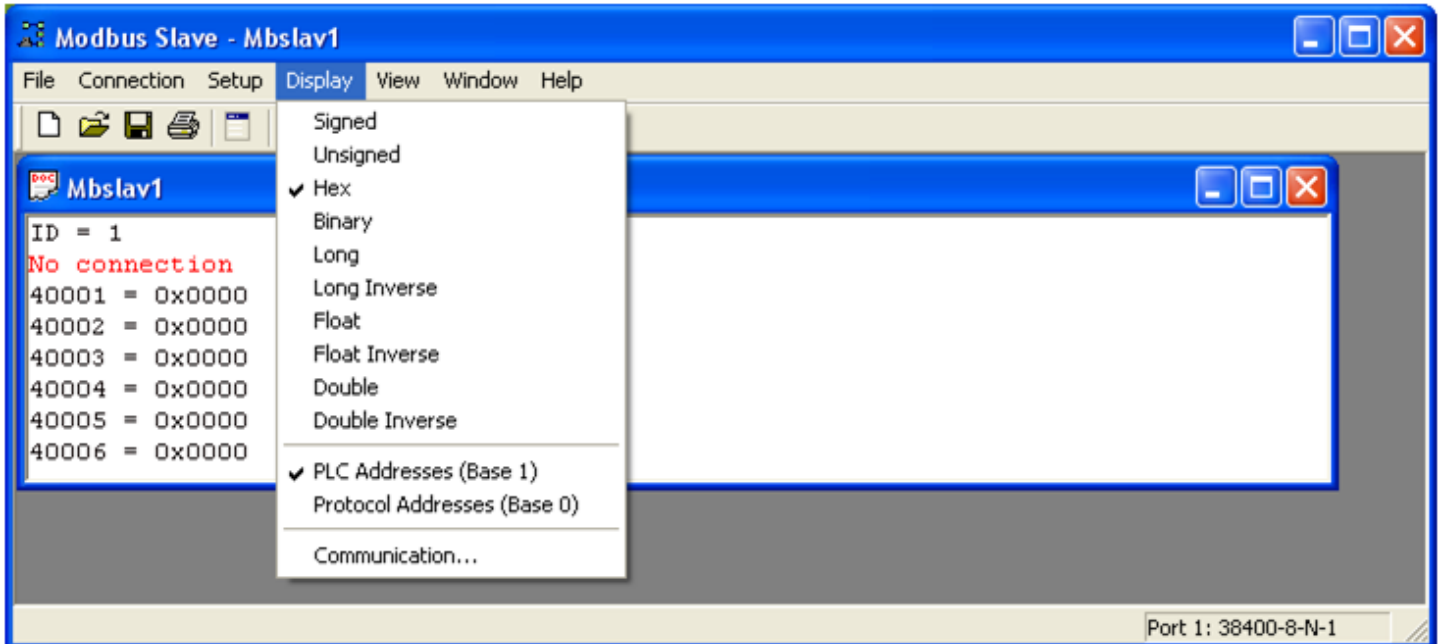 Modbus Slave - Mbslav1
File Connection Setup Display View Window Help
Signed
Unsigned
Hex
Binary
Long
Long Inverse
Float
Float Inverse
Double
Double Inverse
PLC Addresses (Base 1)
Protocol Addresses (Base 0)
Communication...
DOC Mbslav1
ID = 1
No connection
40001 = 0x0000
40002 = 0x0000
40003 = 0x0000
40004 = 0x0000
40005 = 0x0000
40006 = 0x0000
Port 1: 38400-8-N-1